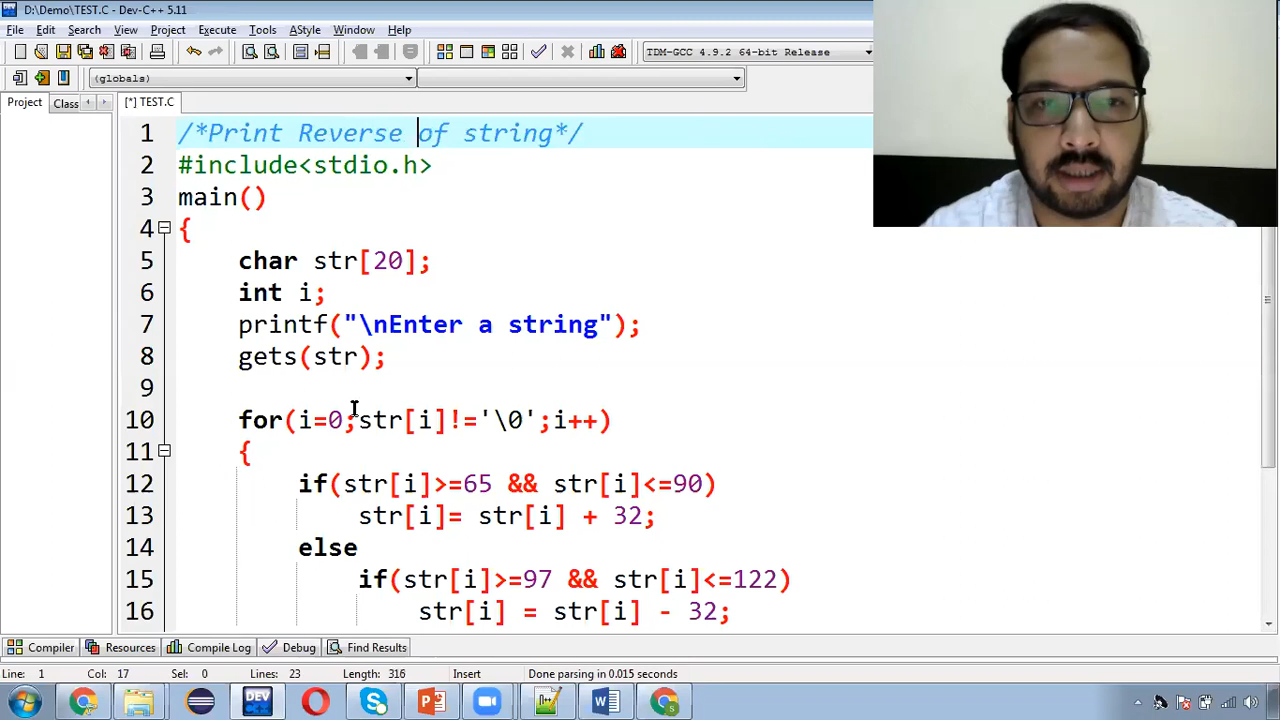 D:\Demo\TEST.C - Dev-C++ 5.11
File Edit Search View Project Execute Tools AStyle Window Help
TDM-GCC 4.9.2 64-bit Release
(globals)
Project Class
[*] TEST.C
1 /*Print Reverse of string*/
2 #include<stdio.h>
3 main()
4 {
5 char str[20];
6 int i;
7 printf("\nEnter a string");
8 gets(str);
9
10 for(i=0;str[i]!='\0';i++)
11 {
12 if(str[i]>=65 && str[i]<=90)
13 str[i]= str[i] + 32;
14 else
15 if(str[i]>=97 && str[i]<=122)
16 str[i] = str[i] - 32;
Compiler Resources Compile Log Debug Find Results
Line: 1 Col: 17 Sel: 0 Lines: 23 Length: 316 Insert Done parsing in 0.015 seconds
DEV